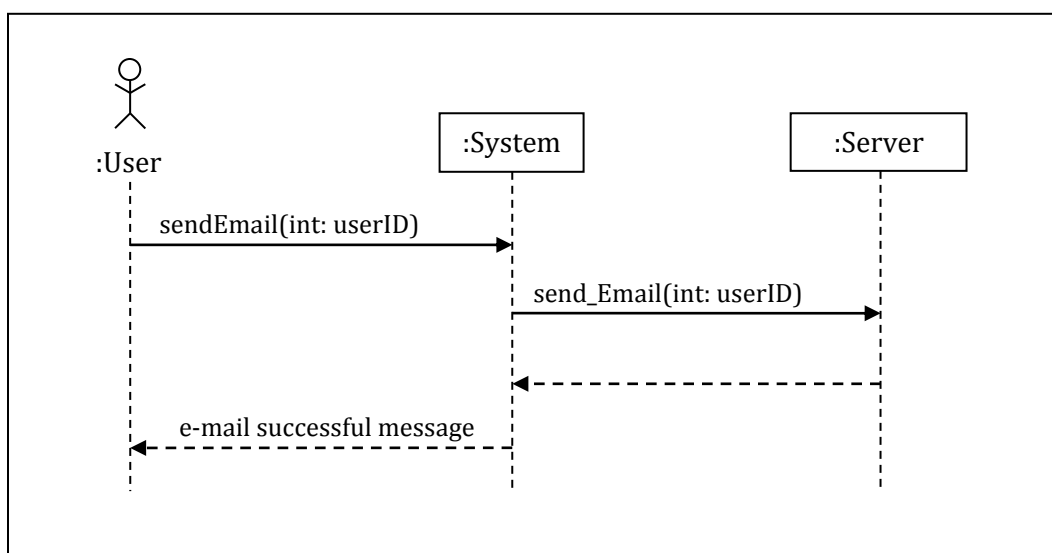 :User
:System
:Server
sendEmail(int: userID)
send_Email(int: userID)
e-mail successful message